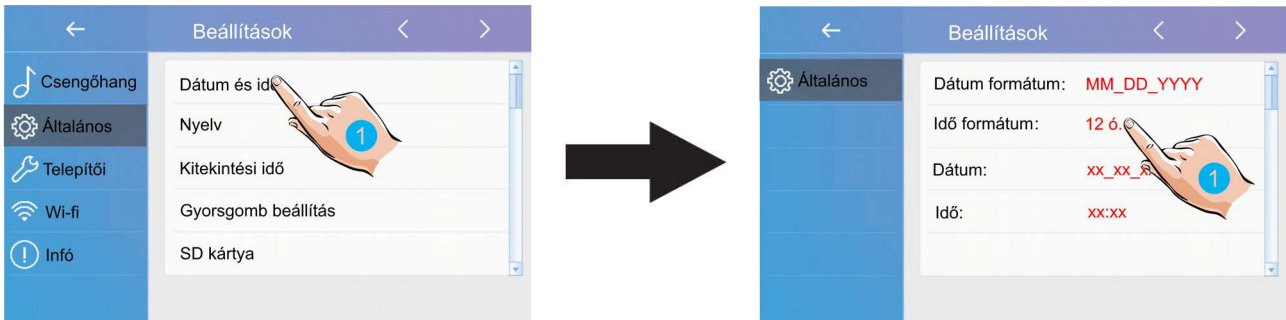 Beállítások
Csengőhang
Általános
Telepítői
Wi-fi
Infó
Dátum és idő
Nyelv
Kitekintési idő
Gyorsgomb beállítás
SD kártya
1
Beállítások
Általános
Dátum formátum: MM_DD_YYYY
Idő formátum: 12 ó.
Dátum: xx_xx_x
Idő: xx:xx
1